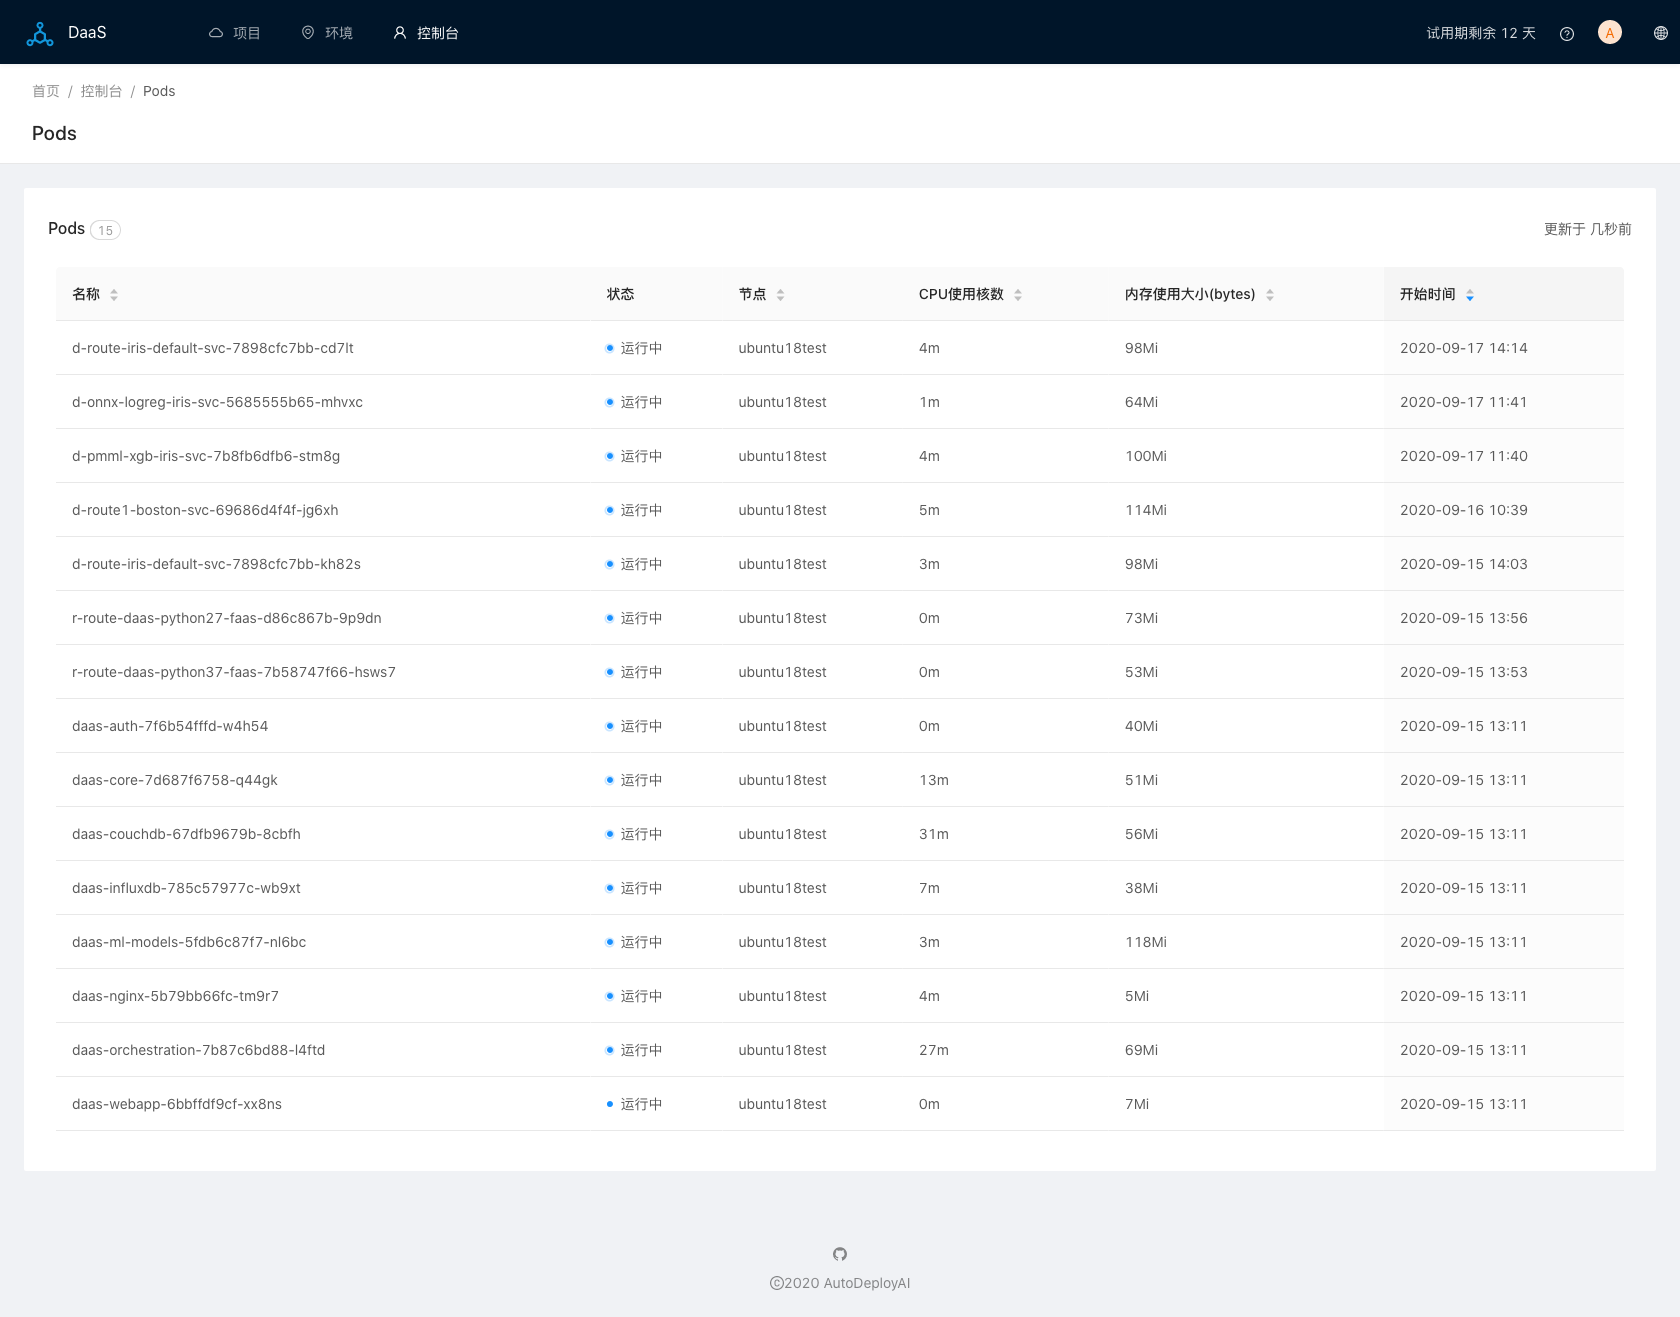 DaaS 项目 环境 控制台 试用期剩余 12 天 A
首页 / 控制台 / Pods
Pods
Pods 15 更新于 几秒前
名称 状态 节点 CPU使用核数 内存使用大小(bytes) 开始时间
d-route-iris-default-svc-7898cfc7bb-cd7lt 运行中 ubuntu18test 4m 98Mi 2020-09-17 14:14
d-onnx-logreg-iris-svc-5685555b65-mhvxc 运行中 ubuntu18test 1m 64Mi 2020-09-17 11:41
d-pmml-xgb-iris-svc-7b8fb6dfb6-stm8g 运行中 ubuntu18test 4m 100Mi 2020-09-17 11:40
d-route1-boston-svc-69686d4f4f-jg6xh 运行中 ubuntu18test 5m 114Mi 2020-09-16 10:39
d-route-iris-default-svc-7898cfc7bb-kh82s 运行中 ubuntu18test 3m 98Mi 2020-09-15 14:03
r-route-daas-python27-faas-d86c867b-9p9dn 运行中 ubuntu18test 0m 73Mi 2020-09-15 13:56
r-route-daas-python37-faas-7b58747f66-hsws7 运行中 ubuntu18test 0m 53Mi 2020-09-15 13:53
daas-auth-7f6b54fffd-w4h54 运行中 ubuntu18test 0m 40Mi 2020-09-15 13:11
daas-core-7d687f6758-q44gk 运行中 ubuntu18test 13m 51Mi 2020-09-15 13:11
daas-couchdb-67dfb9679b-8cbfh 运行中 ubuntu18test 31m 56Mi 2020-09-15 13:11
daas-influxdb-785c57977c-wb9xt 运行中 ubuntu18test 7m 38Mi 2020-09-15 13:11
daas-ml-models-5fdb6c87f7-nl6bc 运行中 ubuntu18test 3m 118Mi 2020-09-15 13:11
daas-nginx-5b79bb66fc-tm9r7 运行中 ubuntu18test 4m 5Mi 2020-09-15 13:11
daas-orchestration-7b87c6bd88-l4ftd 运行中 ubuntu18test 27m 69Mi 2020-09-15 13:11
daas-webapp-6bbffdf9cf-xx8ns 运行中 ubuntu18test 0m 7Mi 2020-09-15 13:11
©2020 AutoDeployAI